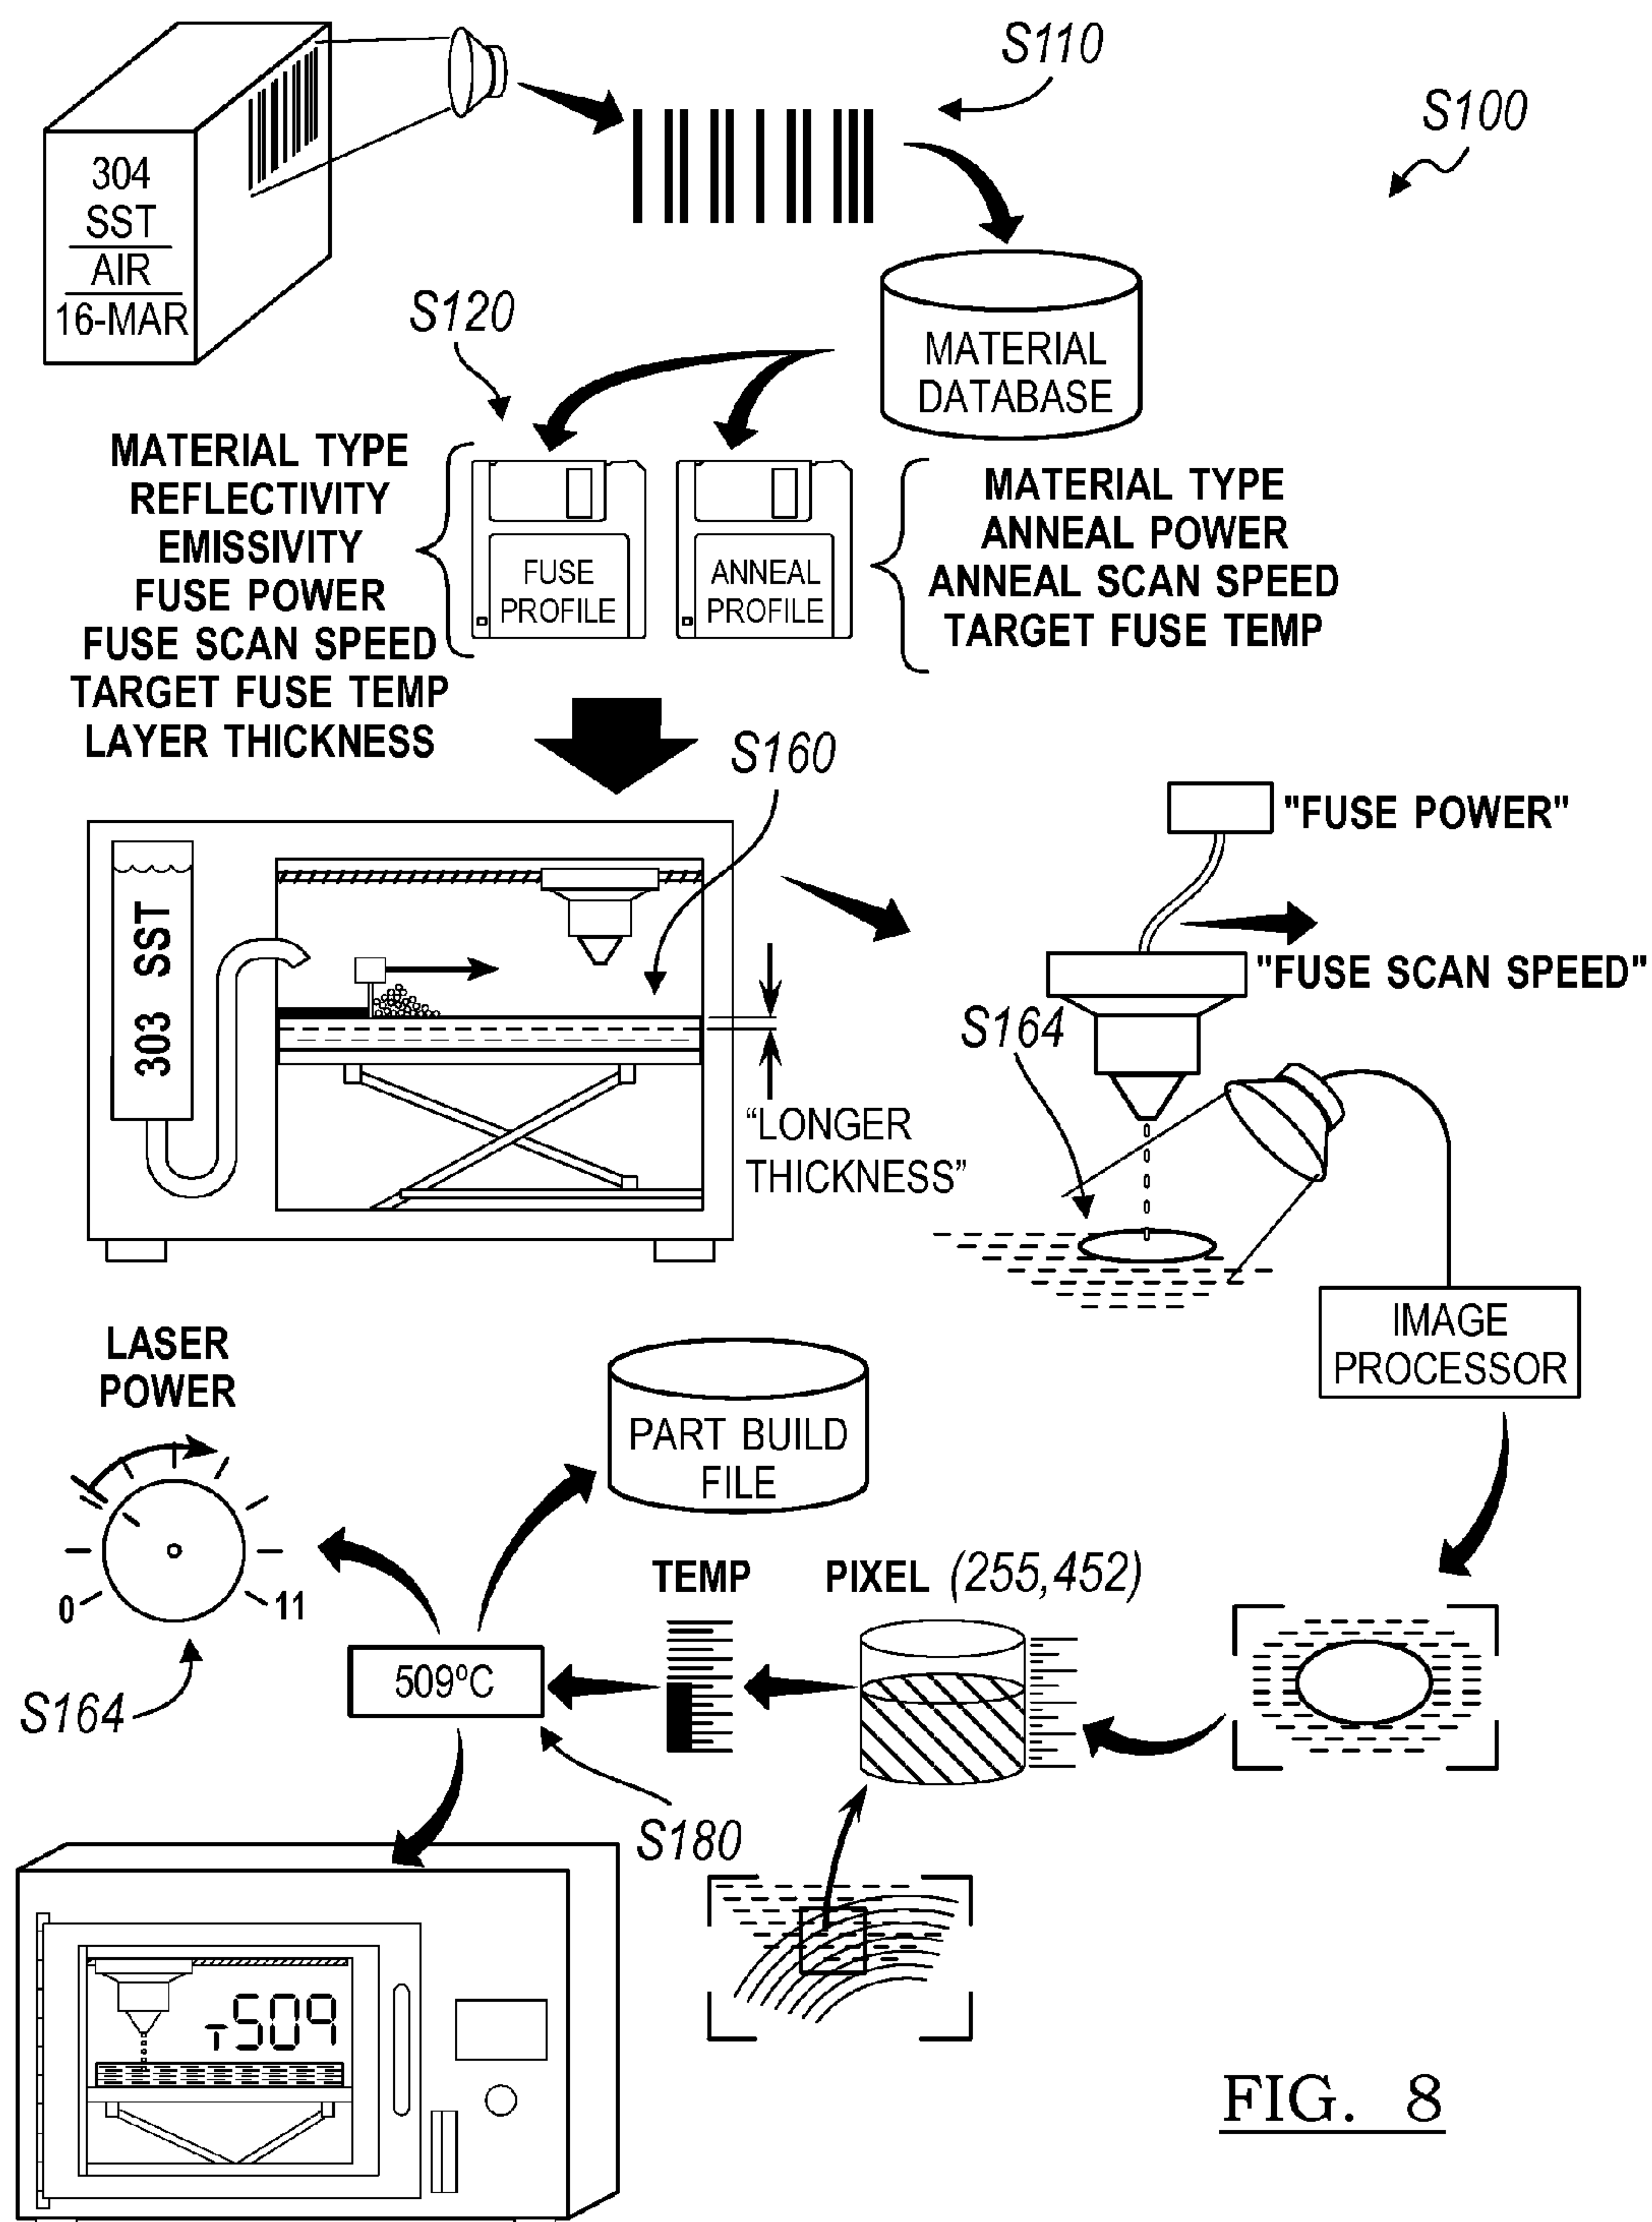 S110
S100
304
SST
AIR
16-MAR
S120
MATERIAL
DATABASE
MATERIAL TYPE
REFLECTIVITY
EMISSIVITY
FUSE POWER
FUSE SCAN SPEED
TARGET FUSE TEMP
LAYER THICKNESS
FUSE
PROFILE
ANNEAL
PROFILE
MATERIAL TYPE
ANNEAL POWER
ANNEAL SCAN SPEED
TARGET FUSE TEMP
S160
"FUSE POWER"
303 SST
"FUSE SCAN SPEED"
S164
“LONGER
THICKNESS”
IMAGE
PROCESSOR
LASER
POWER
0
11
PART BUILD
FILE
TEMP
PIXEL (255,452)
509ºC
S164
S180
T509
FIG. 8